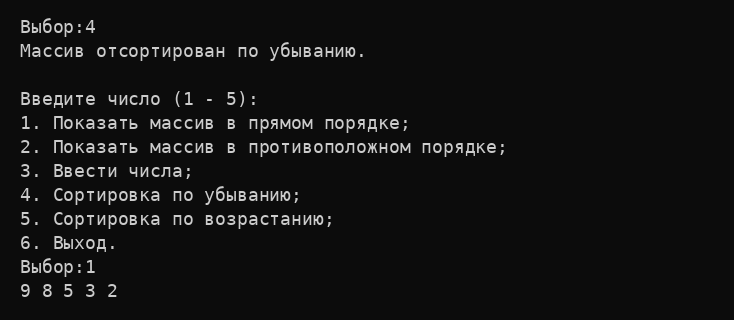 Выбор:4
Массив отсортирован по убыванию.
Введите число (1 - 5):
1. Показать массив в прямом порядке;
2. Показать массив в противоположном порядке;
3. Ввести числа;
4. Сортировка по убыванию;
5. Сортировка по возрастанию;
6. Выход.
Выбор:1
9 8 5 3 2